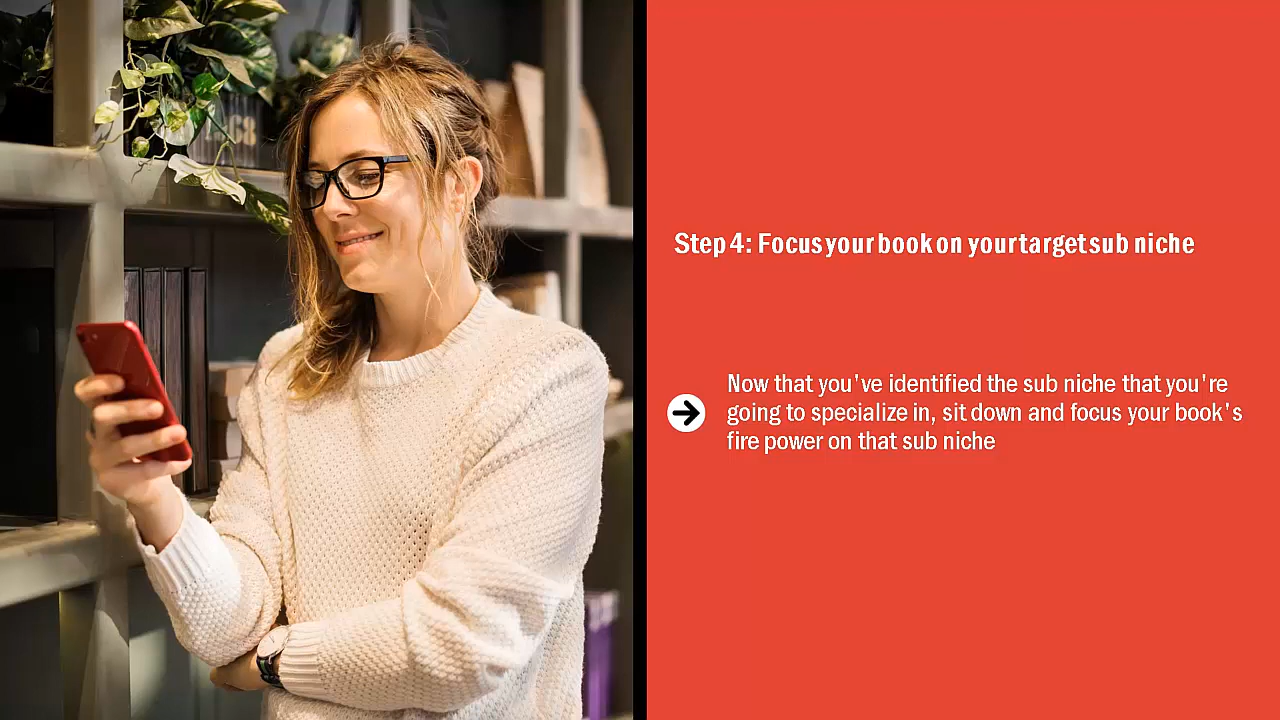 Step 4: Focus your book on your target sub niche
Now that you've identified the sub niche that you're
going to specialize in, sit down and focus your book's
fire power on that sub niche